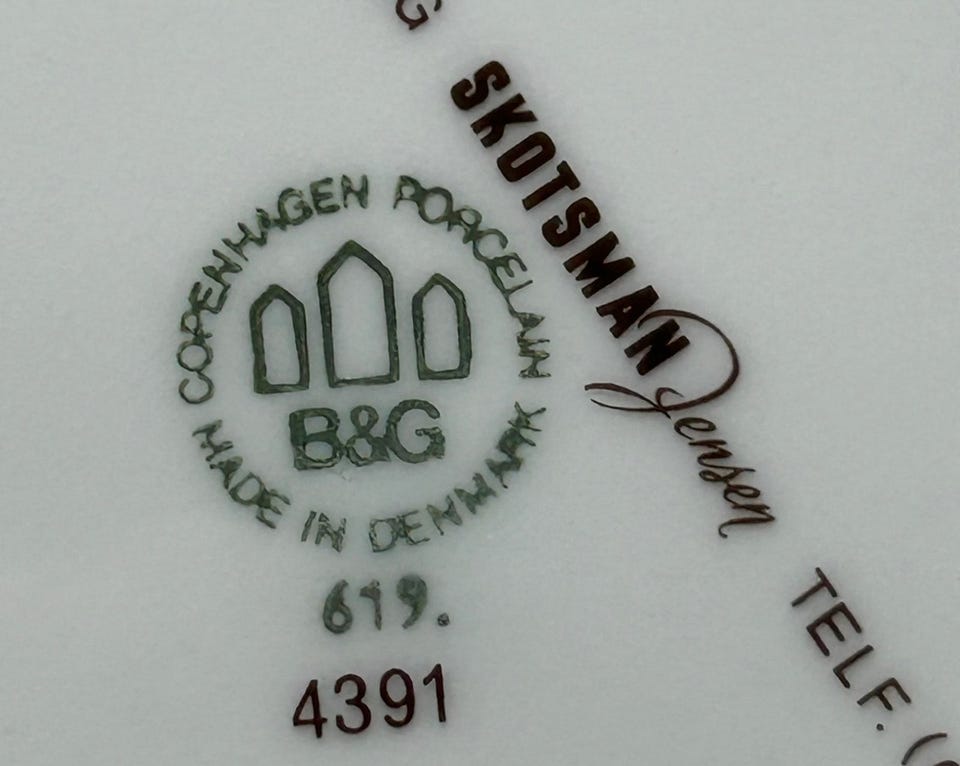 G SKOTSMAN Jensen TELF. (
COPENHAGEN PORCELAIN
B&G
MADE IN DENMARK
619.
4391